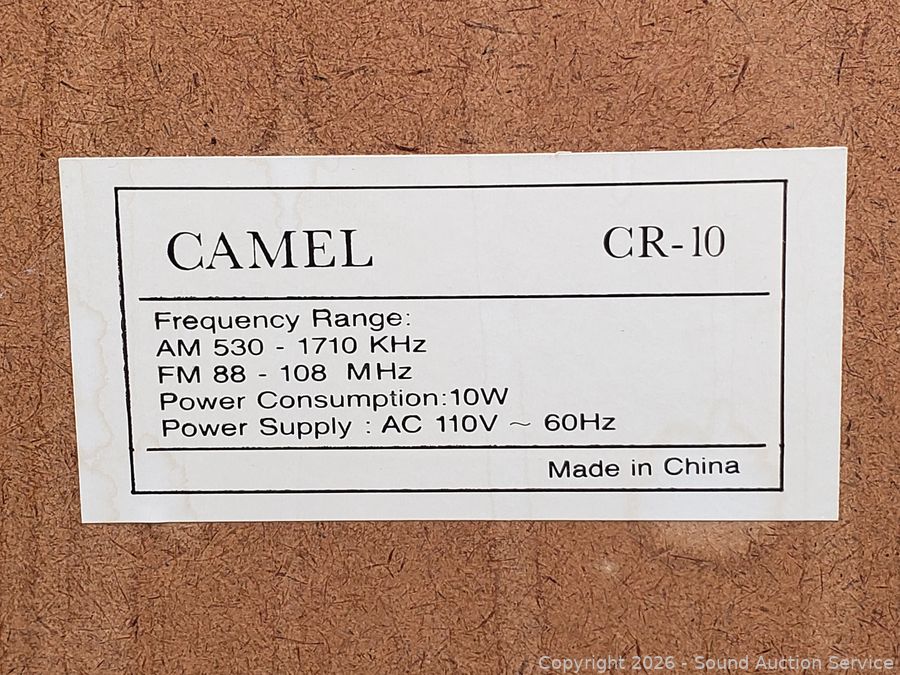 CAMEL CR-10
Frequency Range:
AM 530 - 1710 KHz
FM 88 - 108 MHz
Power Consumption:10W
Power Supply : AC 110V ~ 60Hz
Made in China
Copyright 2026 - Sound Auction Service